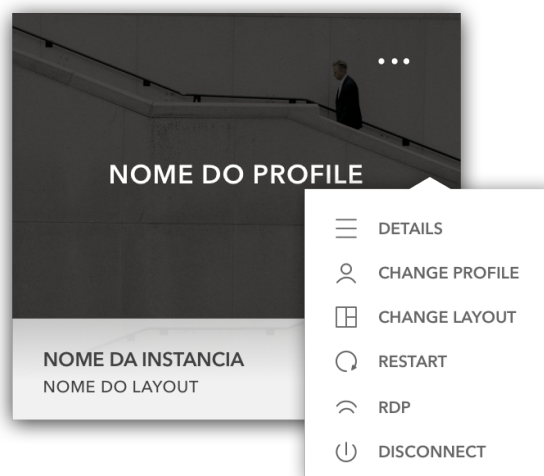 NOME DO PROFILE
NOME DA INSTANCIA
NOME DO LAYOUT
DETAILS
CHANGE PROFILE
CHANGE LAYOUT
RESTART
RDP
DISCONNECT